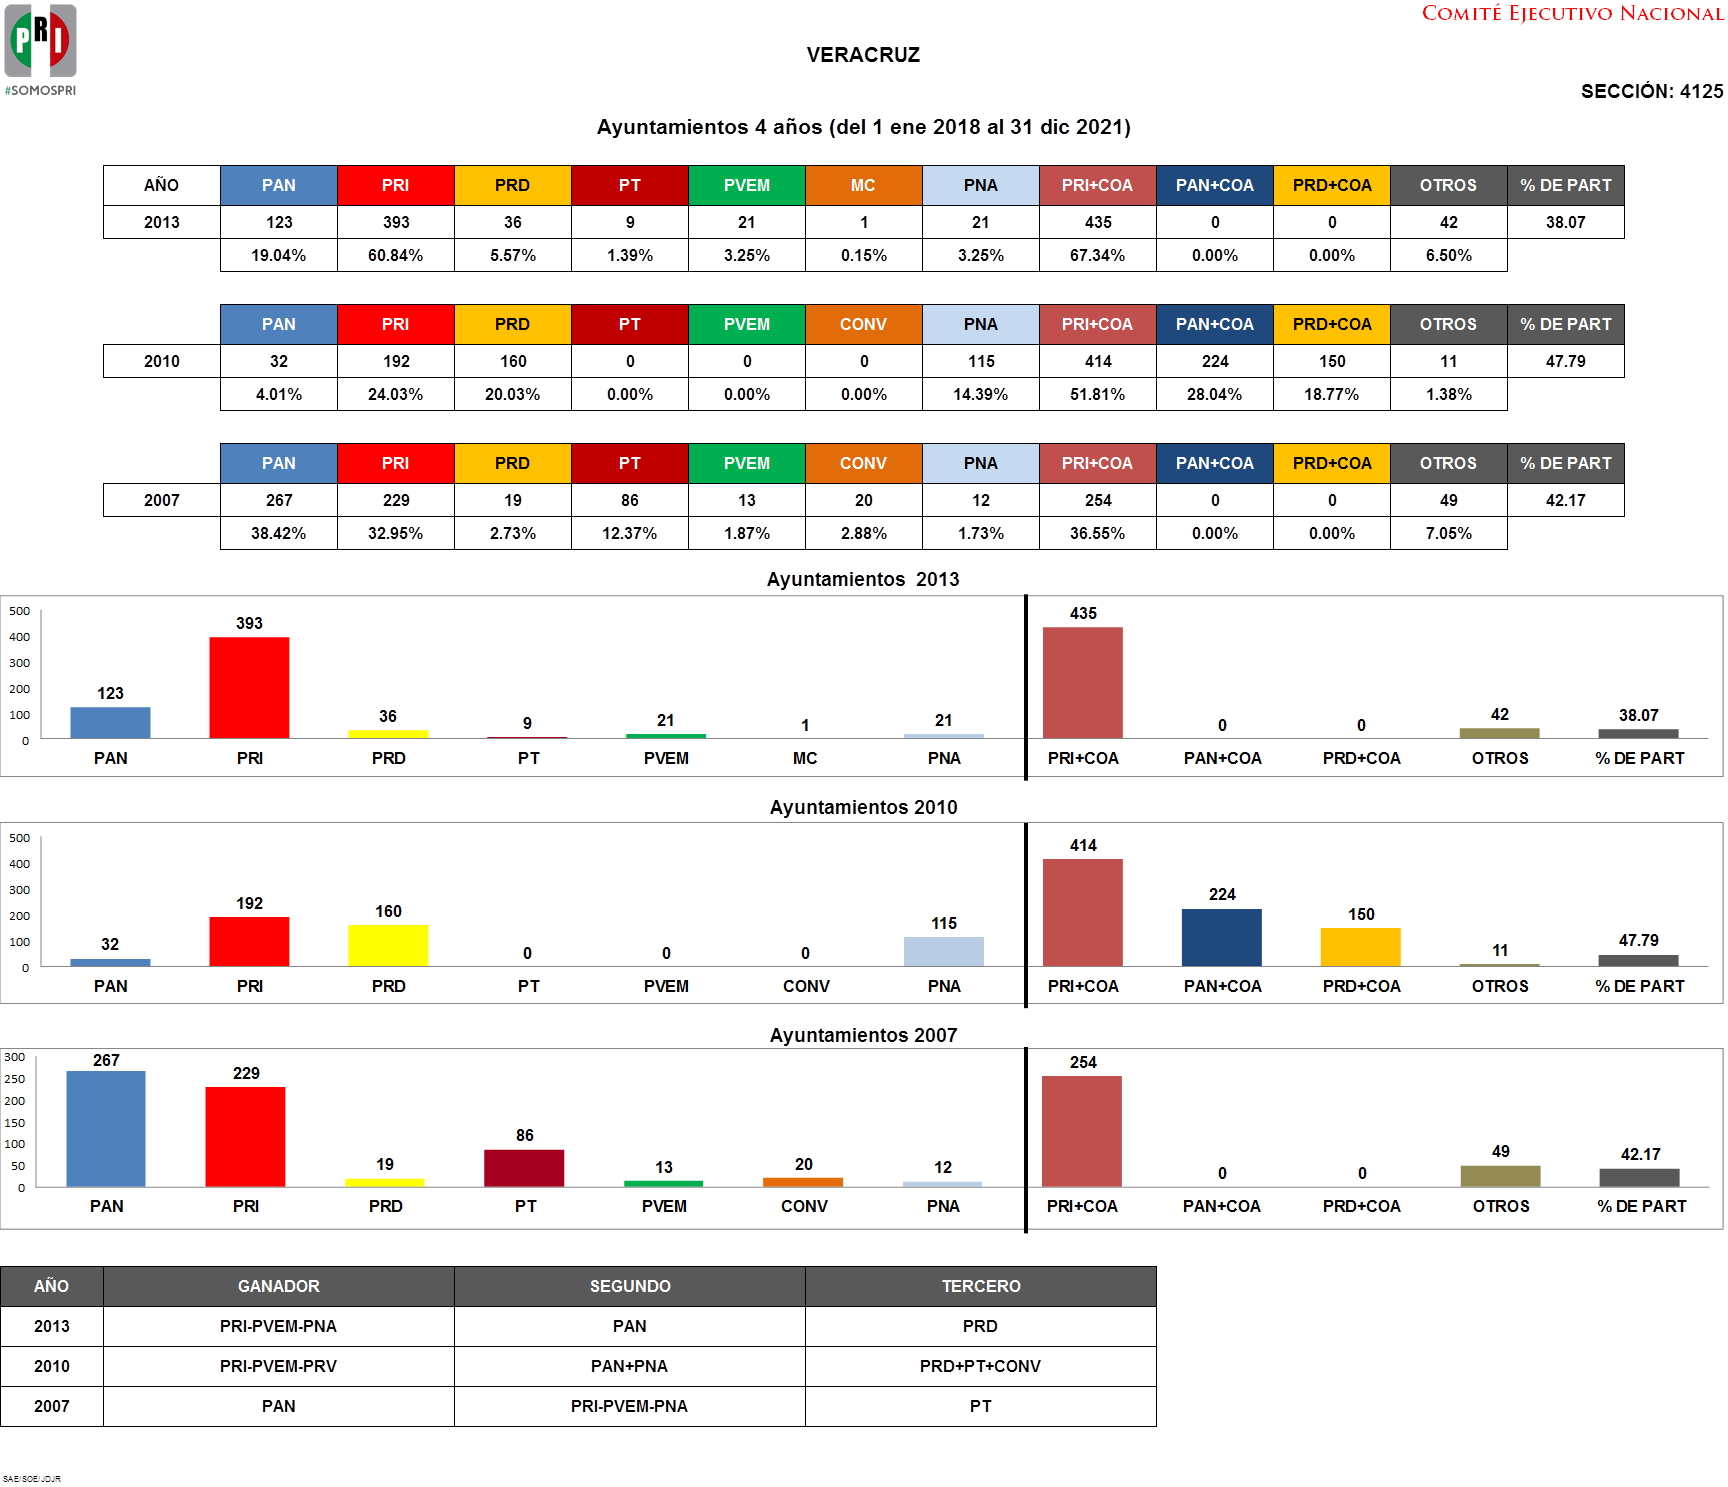 PRI
#SOMOSPRI
COMITÉ EJECUTIVO NACIONAL
VERACRUZ
SECCIÓN: 4125
Ayuntamientos 4 años (del 1 ene 2018 al 31 dic 2021)
AÑO PAN PRI PRD PT PVEM MC PNA PRI+COA PAN+COA PRD+COA OTROS % DE PART
2013 123 393 36 9 21 1 21 435 0 0 42 38.07
19.04% 60.84% 5.57% 1.39% 3.25% 0.15% 3.25% 67.34% 0.00% 0.00% 6.50%
PAN PRI PRD PT PVEM CONV PNA PRI+COA PAN+COA PRD+COA OTROS % DE PART
2010 32 192 160 0 0 0 115 414 224 150 11 47.79
4.01% 24.03% 20.03% 0.00% 0.00% 0.00% 14.39% 51.81% 28.04% 18.77% 1.38%
PAN PRI PRD PT PVEM CONV PNA PRI+COA PAN+COA PRD+COA OTROS % DE PART
2007 267 229 19 86 13 20 12 254 0 0 49 42.17
38.42% 32.95% 2.73% 12.37% 1.87% 2.88% 1.73% 36.55% 0.00% 0.00% 7.05%
Ayuntamientos 2013
500
400
300
200
100
0
123 393 36 9 21 1 21 435 0 0 42 38.07
PAN PRI PRD PT PVEM MC PNA PRI+COA PAN+COA PRD+COA OTROS % DE PART
Ayuntamientos 2010
500
400
300
200
100
0
32 192 160 0 0 0 115 414 224 150 11 47.79
PAN PRI PRD PT PVEM CONV PNA PRI+COA PAN+COA PRD+COA OTROS % DE PART
Ayuntamientos 2007
300
250
200
150
100
50
0
267 229 19 86 13 20 12 254 0 0 49 42.17
PAN PRI PRD PT PVEM CONV PNA PRI+COA PAN+COA PRD+COA OTROS % DE PART
AÑO GANADOR SEGUNDO TERCERO
2013 PRI-PVEM-PNA PAN PRD
2010 PRI-PVEM-PRV PAN+PNA PRD+PT+CONV
2007 PAN PRI-PVEM-PNA PT
SAE/SOE/JDJR